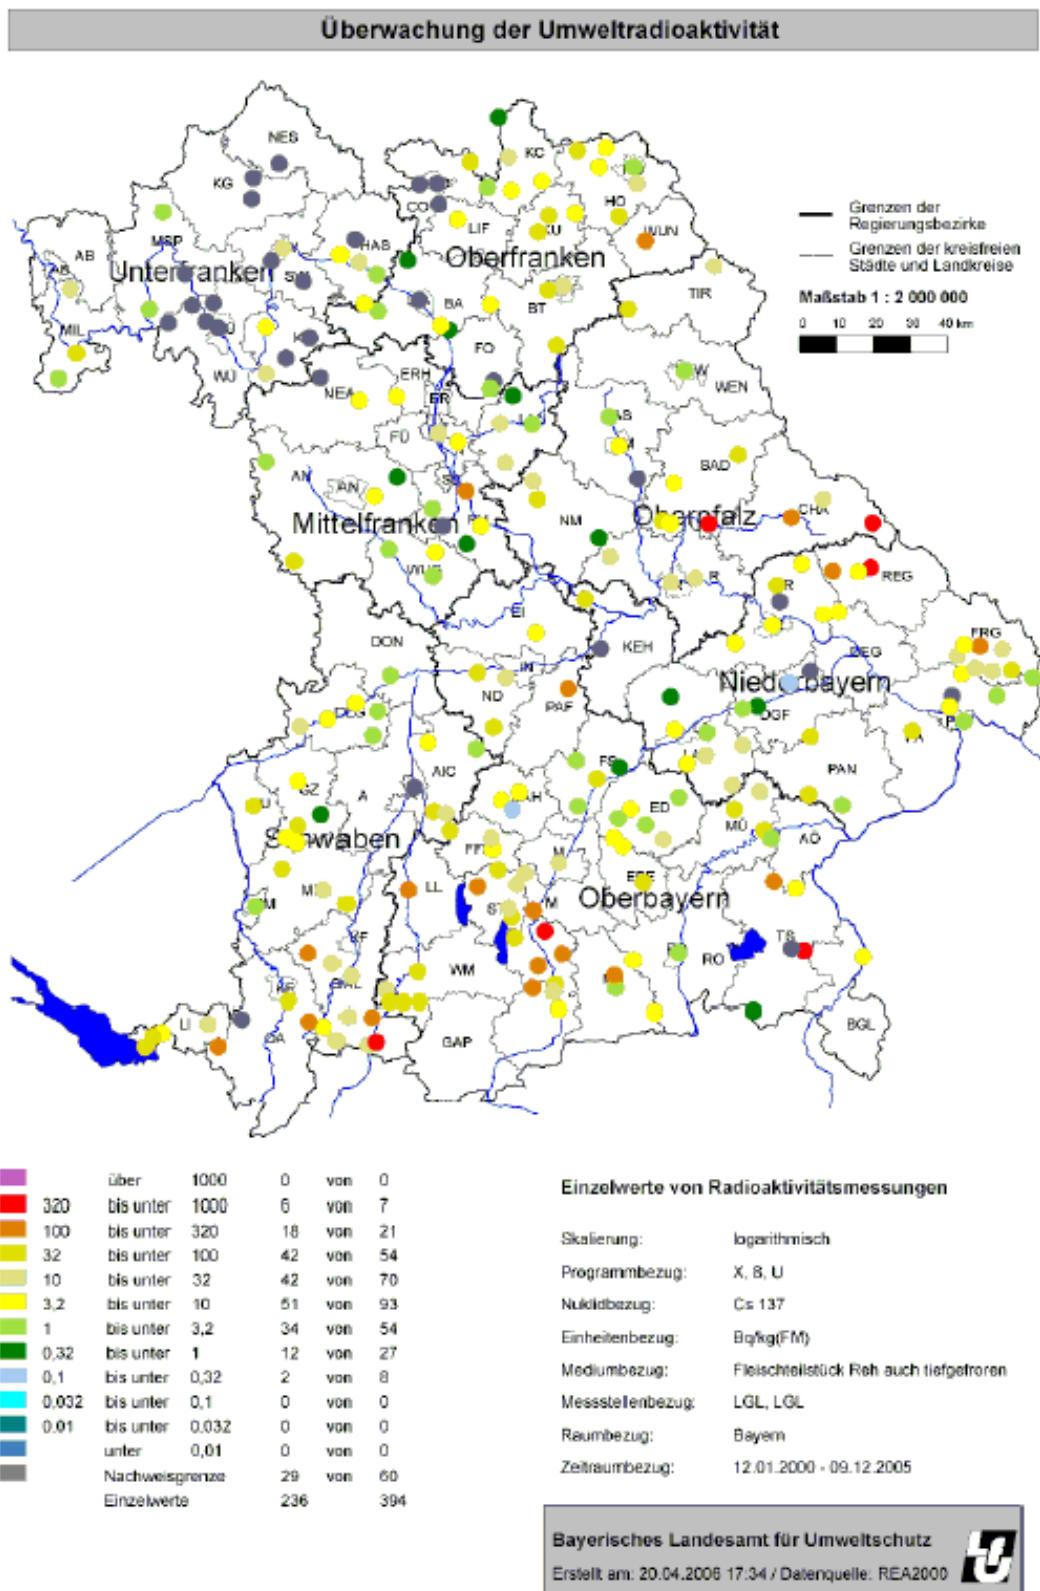 Überwachung der Umweltradioaktivität
NES
KG
KC
CO
HO
LIF
KU
WUN
MSP
AB
HAS
Unterfranken
Oberfranken
SW
BA
BT
TIR
MIL
WÜ
FO
ERH
ER
NEA
FÜ
WEN
AN
AN
SAD
Mittelfranken
NM
Oberpfalz
CHA
WUG
R
REG
EI
DON
KEH
DEG
FRG
IN
ND
PAF
Niederbayern
DGF
PA
PAN
AIC
FS
GZ
A
ED
MÜ
AÖ
Schwaben
FFB
M
LL
EBE
Oberbayern
TS
RO
WM
OAL
LI
OA
GAP
BGL
Grenzen der
Regierungsbezirke
Grenzen der kreisfreien
Städte und Landkreise
Maßstab 1 : 2 000 000
0 10 20 30 40 km
über 1000 0 von 0
320 bis unter 1000 6 von 7
100 bis unter 320 18 von 21
32 bis unter 100 42 von 54
10 bis unter 32 42 von 70
3,2 bis unter 10 51 von 93
1 bis unter 3,2 34 von 54
0,32 bis unter 1 12 von 27
0,1 bis unter 0,32 2 von 8
0,032 bis unter 0,1 0 von 0
0,01 bis unter 0,032 0 von 0
unter 0,01 0 von 0
Nachweisgrenze 29 von 60
Einzelwerte 236 394
Einzelwerte von Radioaktivitätsmessungen
Skalierung: logarithmisch
Programmbezug: X, 8, U
Nuklidbezug: Cs 137
Einheitenbezug: Bq/kg(FM)
Mediumbezug: Fleischteilstück Reh auch tiefgefroren
Messstellenbezug: LGL, LGL
Raumbezug: Bayern
Zeitraumbezug: 12.01.2000 - 09.12.2005
Bayerisches Landesamt für Umweltschutz
Erstellt am: 20.04.2006 17:34 / Datenquelle: REA2000
LfU